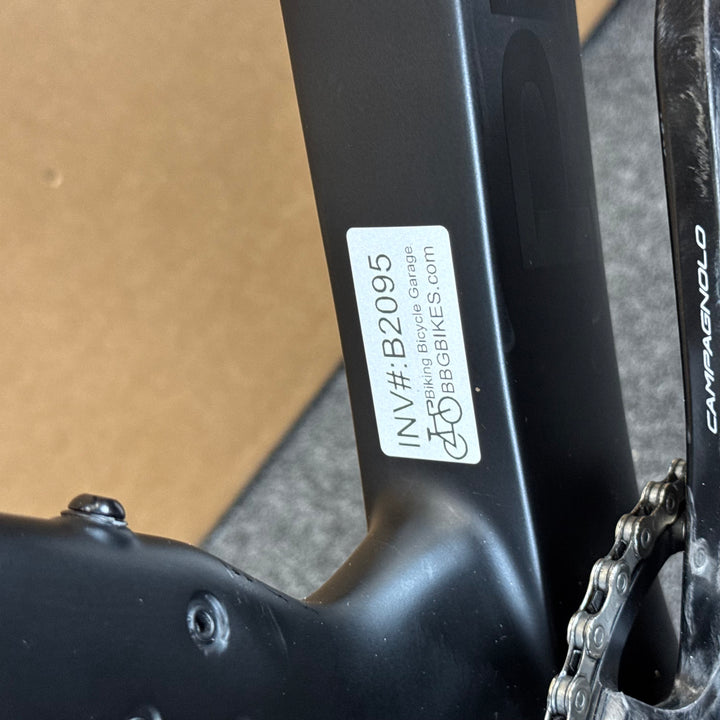 INV#:B2095
Biking Bicycle Garage
BBGBIKES.com
CAMPAGNOLO